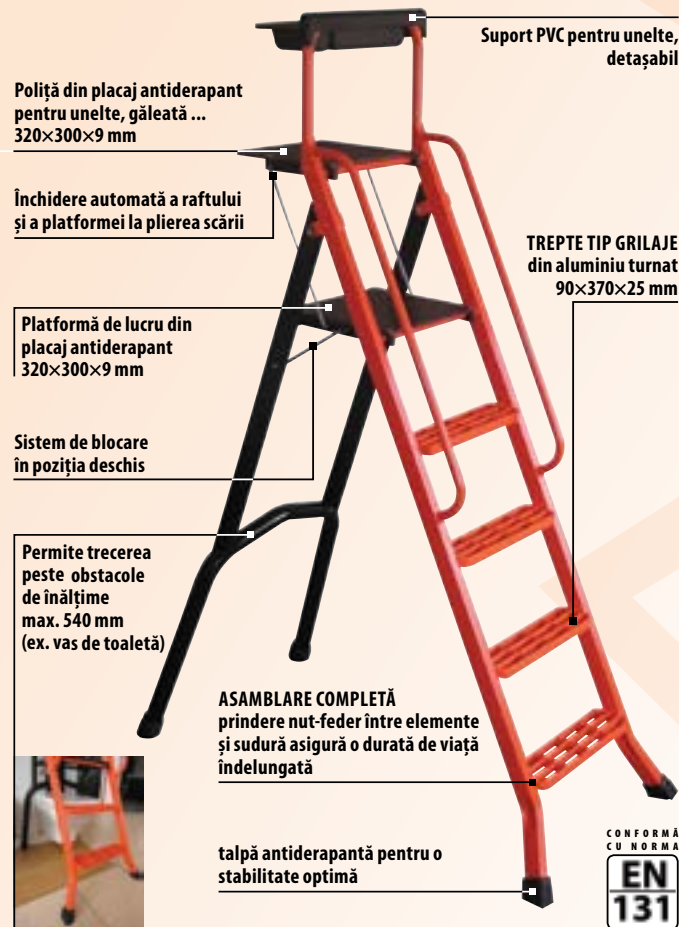 Suport PVC pentru unelte,
detașabil
Poliță din placaj antiderapant
pentru unelte, găleată ...
320×300×9 mm
Închidere automată a raftului
și a platformei la plierea scării
TREPTE TIP GRILAJE
din aluminiu turnat
90×370×25 mm
Platformă de lucru din
placaj antiderapant
320×300×9 mm
Sistem de blocare
în poziția deschis
Permite trecerea
peste obstacole
de înălțime
max. 540 mm
(ex. vas de toaletă)
ASAMBLARE COMPLETĂ
prindere nut-feder între elemente
și sudură asigură o durată de viață
îndelungată
talpă antiderapantă pentru o
stabilitate optimă
CONFORMĂ
CU NORMA
EN
131